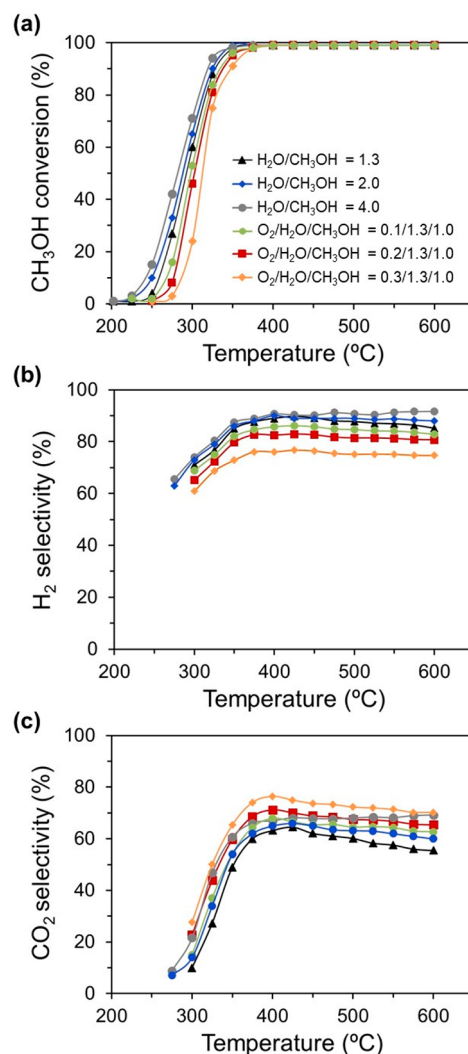 (a)
100
80
60
40
20
0
CH₃OH conversion (%)
H₂O/CH₃OH = 1.3
H₂O/CH₃OH = 2.0
H₂O/CH₃OH = 4.0
O₂/H₂O/CH₃OH = 0.1/1.3/1.0
O₂/H₂O/CH₃OH = 0.2/1.3/1.0
O₂/H₂O/CH₃OH = 0.3/1.3/1.0
200 300 400 500 600
Temperature (ºC)
(b)
100
80
60
40
20
0
H₂ selectivity (%)
200 300 400 500 600
Temperature (ºC)
(c)
100
80
60
40
20
0
CO₂ selectivity (%)
200 300 400 500 600
Temperature (ºC)